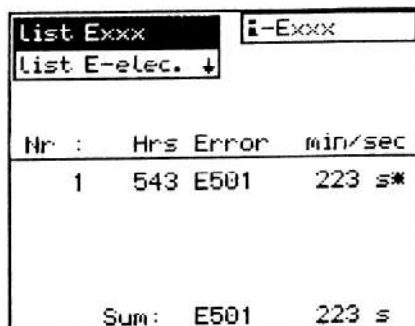 List Exxx
i-Exxx
List E-elec. ↓
Nr : Hrs Error min/sec
1 543 E501 223 s*
Sum: E501 223 s